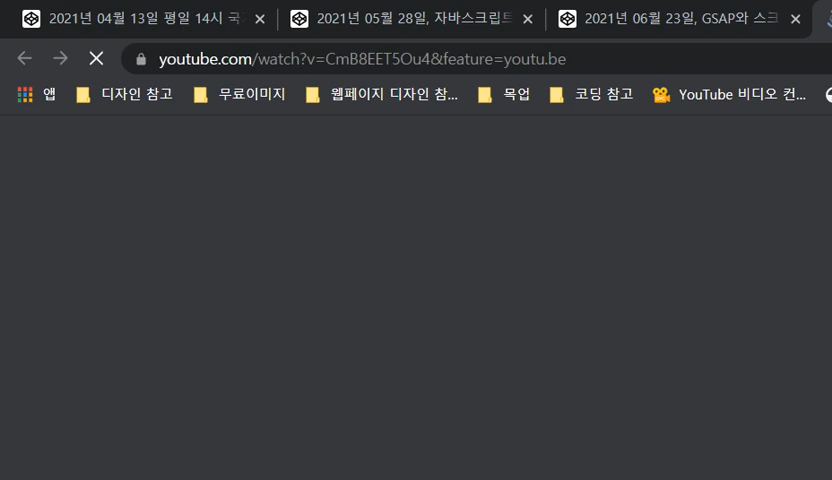 2021년 04월 13일 평일 14시 국 2021년 05월 28일, 자바스크립트 2021년 06월 23일, GSAP와 스크
youtube.com/watch?v=CmB8EET5Ou4&feature=youtu.be
앱 디자인 참고 무료이미지 웹페이지 디자인 참... 목업 코딩 참고 YouTube 비디오 컨...